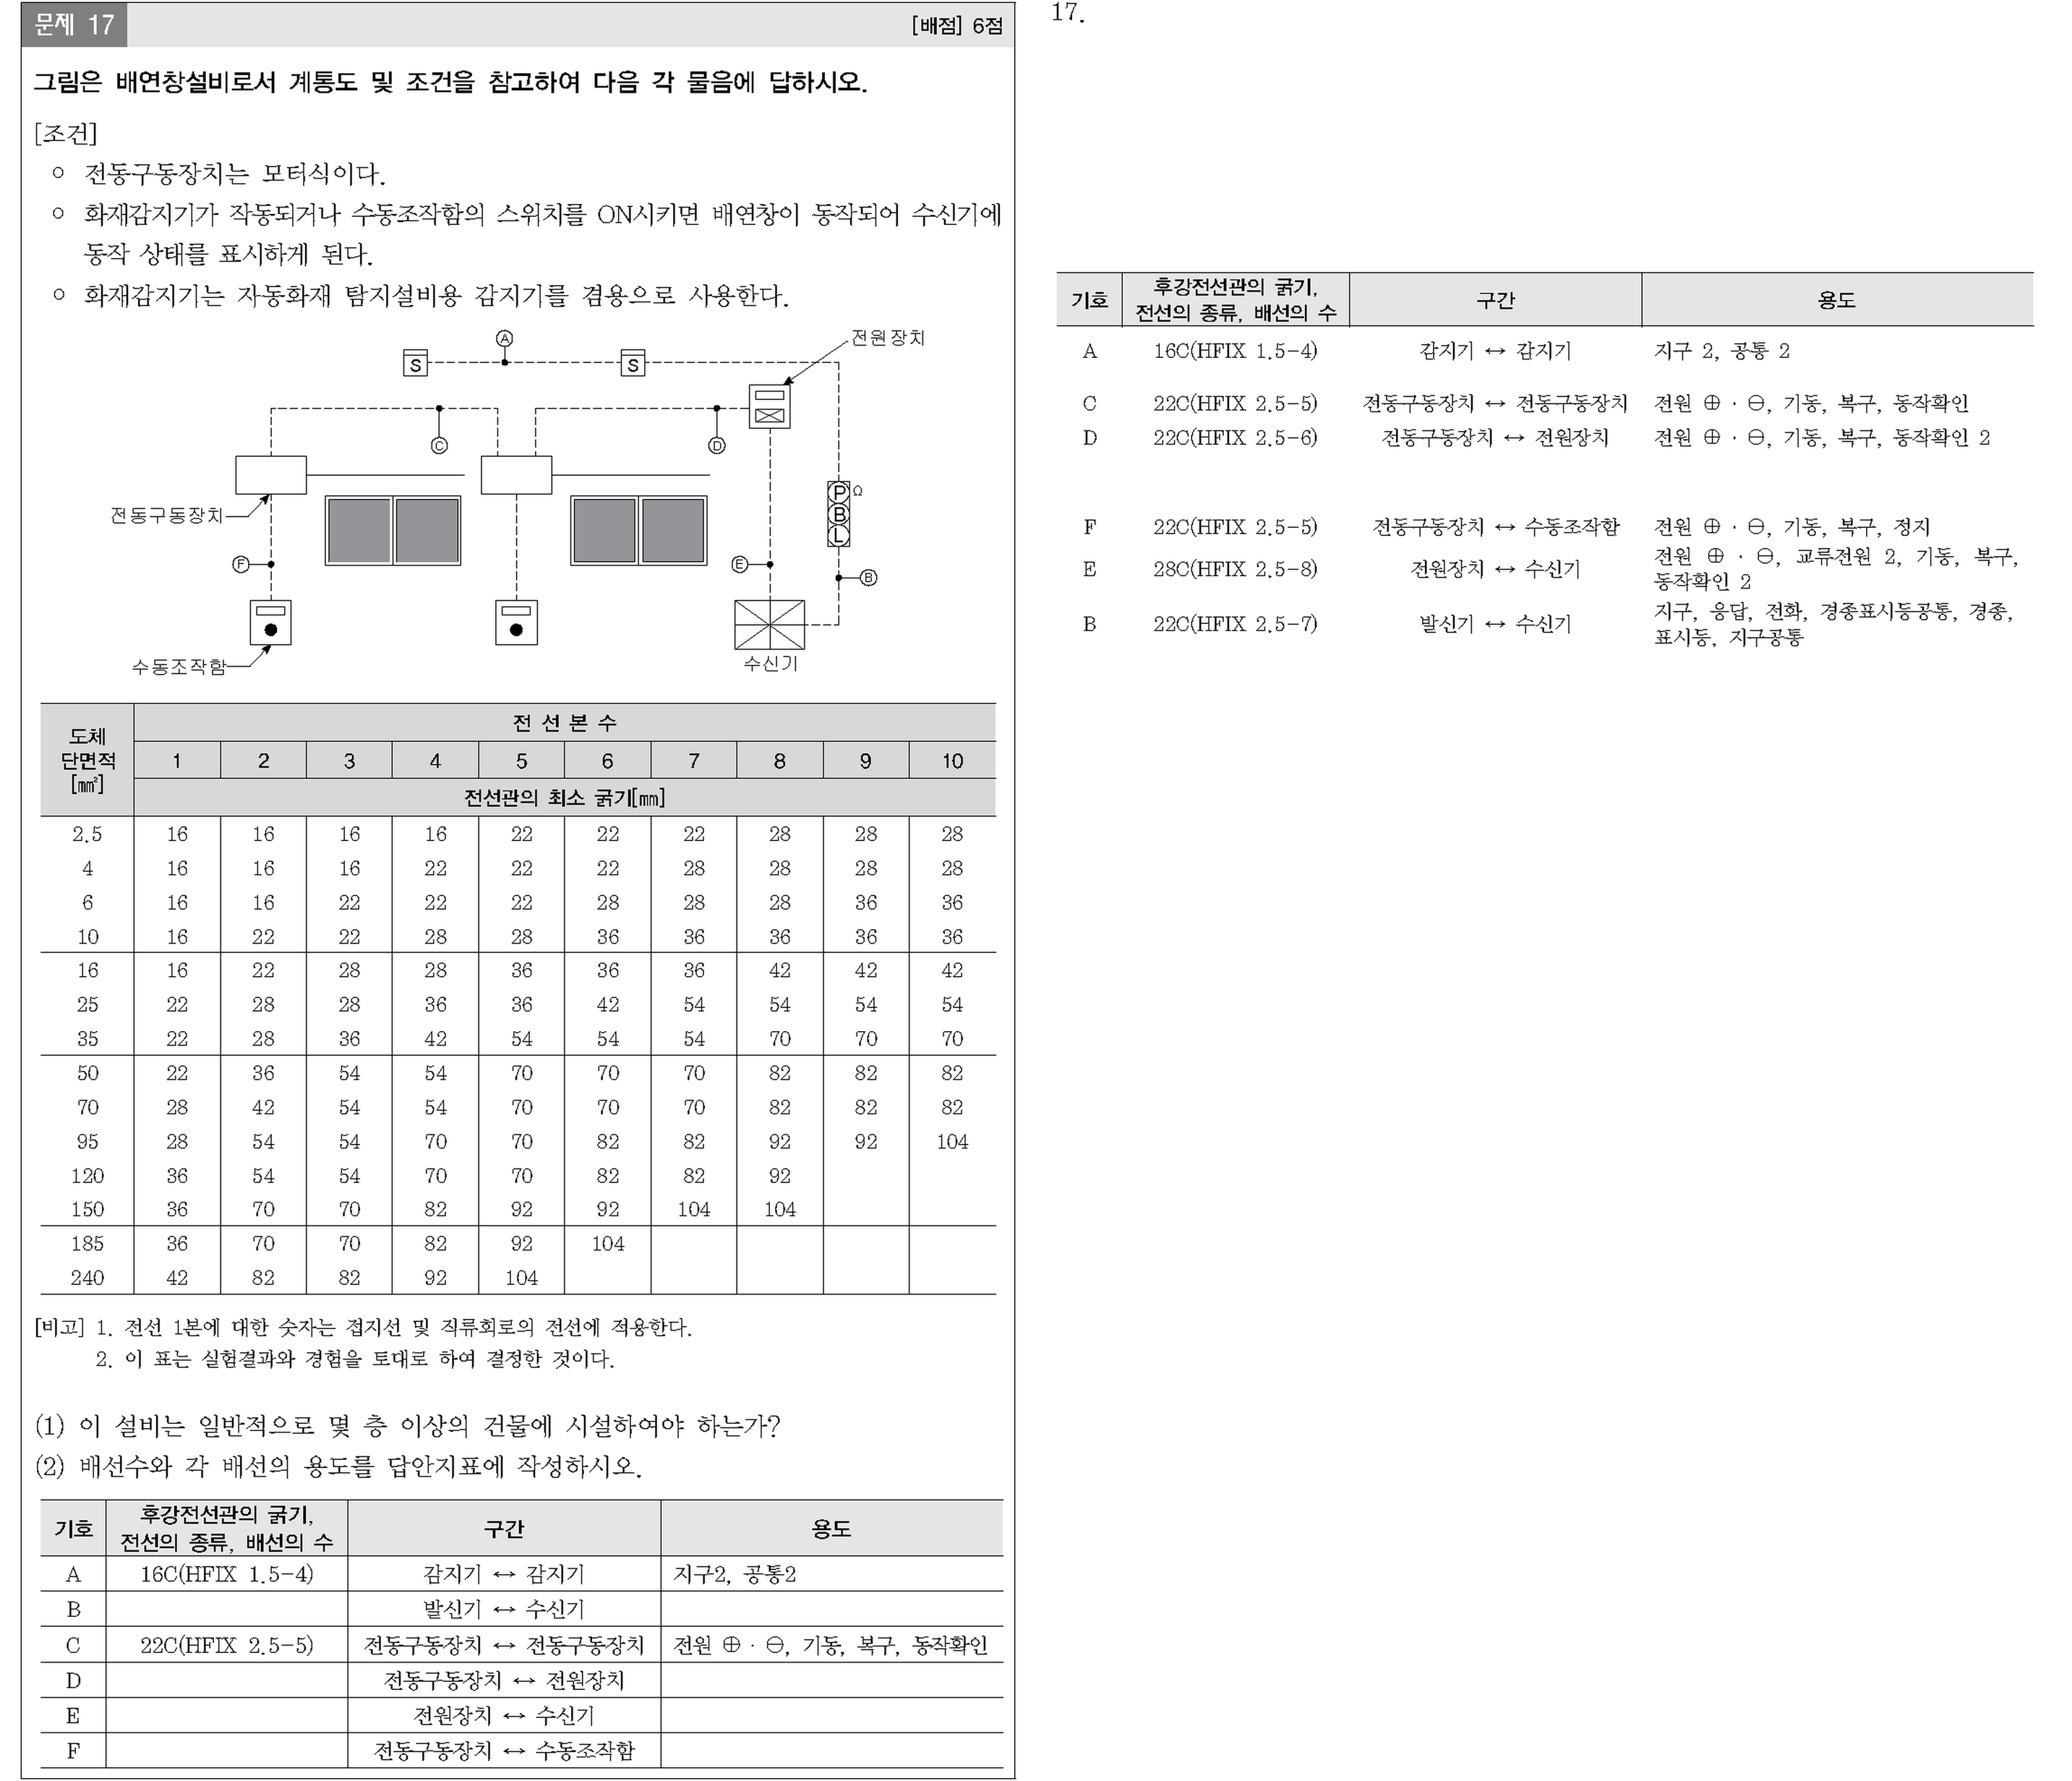 문제 17 [배점] 6점
그림은 배연창설비로서 계통도 및 조건을 참고하여 다음 각 물음에 답하시오.
[조건]
○ 전동구동장치는 모터식이다.
○ 화재감지기가 작동되거나 수동조작함의 스위치를 ON시키면 배연창이 동작되어 수신기에
동작 상태를 표시하게 된다.
○ 화재감지기는 자동화재 탐지설비용 감지기를 겸용으로 사용한다.
Ⓐ
전원장치
S S
Ⓒ Ⓓ
전동구동장치
Ⓟ Ω
Ⓑ
Ⓛ
Ⓕ Ⓔ Ⓑ
수동조작함
수신기
도체 단면적 [㎟] 전 선 본 수
1 2 3 4 5 6 7 8 9 10
전선관의 최소 굵기[㎜]
2.5 16 16 16 16 22 22 22 28 28 28
4 16 16 16 22 22 22 28 28 28 28
6 16 16 22 22 22 28 28 28 36 36
10 16 22 22 28 28 36 36 36 36 36
16 16 22 28 28 36 36 36 42 42 42
25 22 28 28 36 36 42 54 54 54 54
35 22 28 36 42 54 54 54 70 70 70
50 22 36 54 54 70 70 70 82 82 82
70 28 42 54 54 70 70 70 82 82 82
95 28 54 54 70 70 82 82 92 92 104
120 36 54 54 70 70 82 82 92
150 36 70 70 82 92 92 104 104
185 36 70 70 82 92 104
240 42 82 82 92 104
[비고] 1. 전선 1본에 대한 숫자는 접지선 및 직류회로의 전선에 적용한다.
2. 이 표는 실험결과와 경험을 토대로 하여 결정한 것이다.
(1) 이 설비는 일반적으로 몇 층 이상의 건물에 시설하여야 하는가?
(2) 배선수와 각 배선의 용도를 답안지표에 작성하시오.
기호 후강전선관의 굵기, 전선의 종류, 배선의 수 구간 용도
A 16C(HFIX 1.5-4) 감지기 ↔ 감지기 지구2, 공통2
B 발신기 ↔ 수신기
C 22C(HFIX 2.5-5) 전동구동장치 ↔ 전동구동장치 전원 ⊕ · ⊖, 기동, 복구, 동작확인
D 전동구동장치 ↔ 전원장치
E 전원장치 ↔ 수신기
F 전동구동장치 ↔ 수동조작함
17.
기호 후강전선관의 굵기, 전선의 종류, 배선의 수 구간 용도
A 16C(HFIX 1.5-4) 감지기 ↔ 감지기 지구 2, 공통 2
C 22C(HFIX 2.5-5) 전동구동장치 ↔ 전동구동장치 전원 ⊕ · ⊖, 기동, 복구, 동작확인
D 22C(HFIX 2.5-6) 전동구동장치 ↔ 전원장치 전원 ⊕ · ⊖, 기동, 복구, 동작확인 2
F 22C(HFIX 2.5-5) 전동구동장치 ↔ 수동조작함 전원 ⊕ · ⊖, 기동, 복구, 정지
E 28C(HFIX 2.5-8) 전원장치 ↔ 수신기 전원 ⊕ · ⊖, 교류전원 2, 기동, 복구,
동작확인 2
B 22C(HFIX 2.5-7) 발신기 ↔ 수신기 지구, 응답, 전화, 경종표시등공통, 경종,
표시등, 지구공통